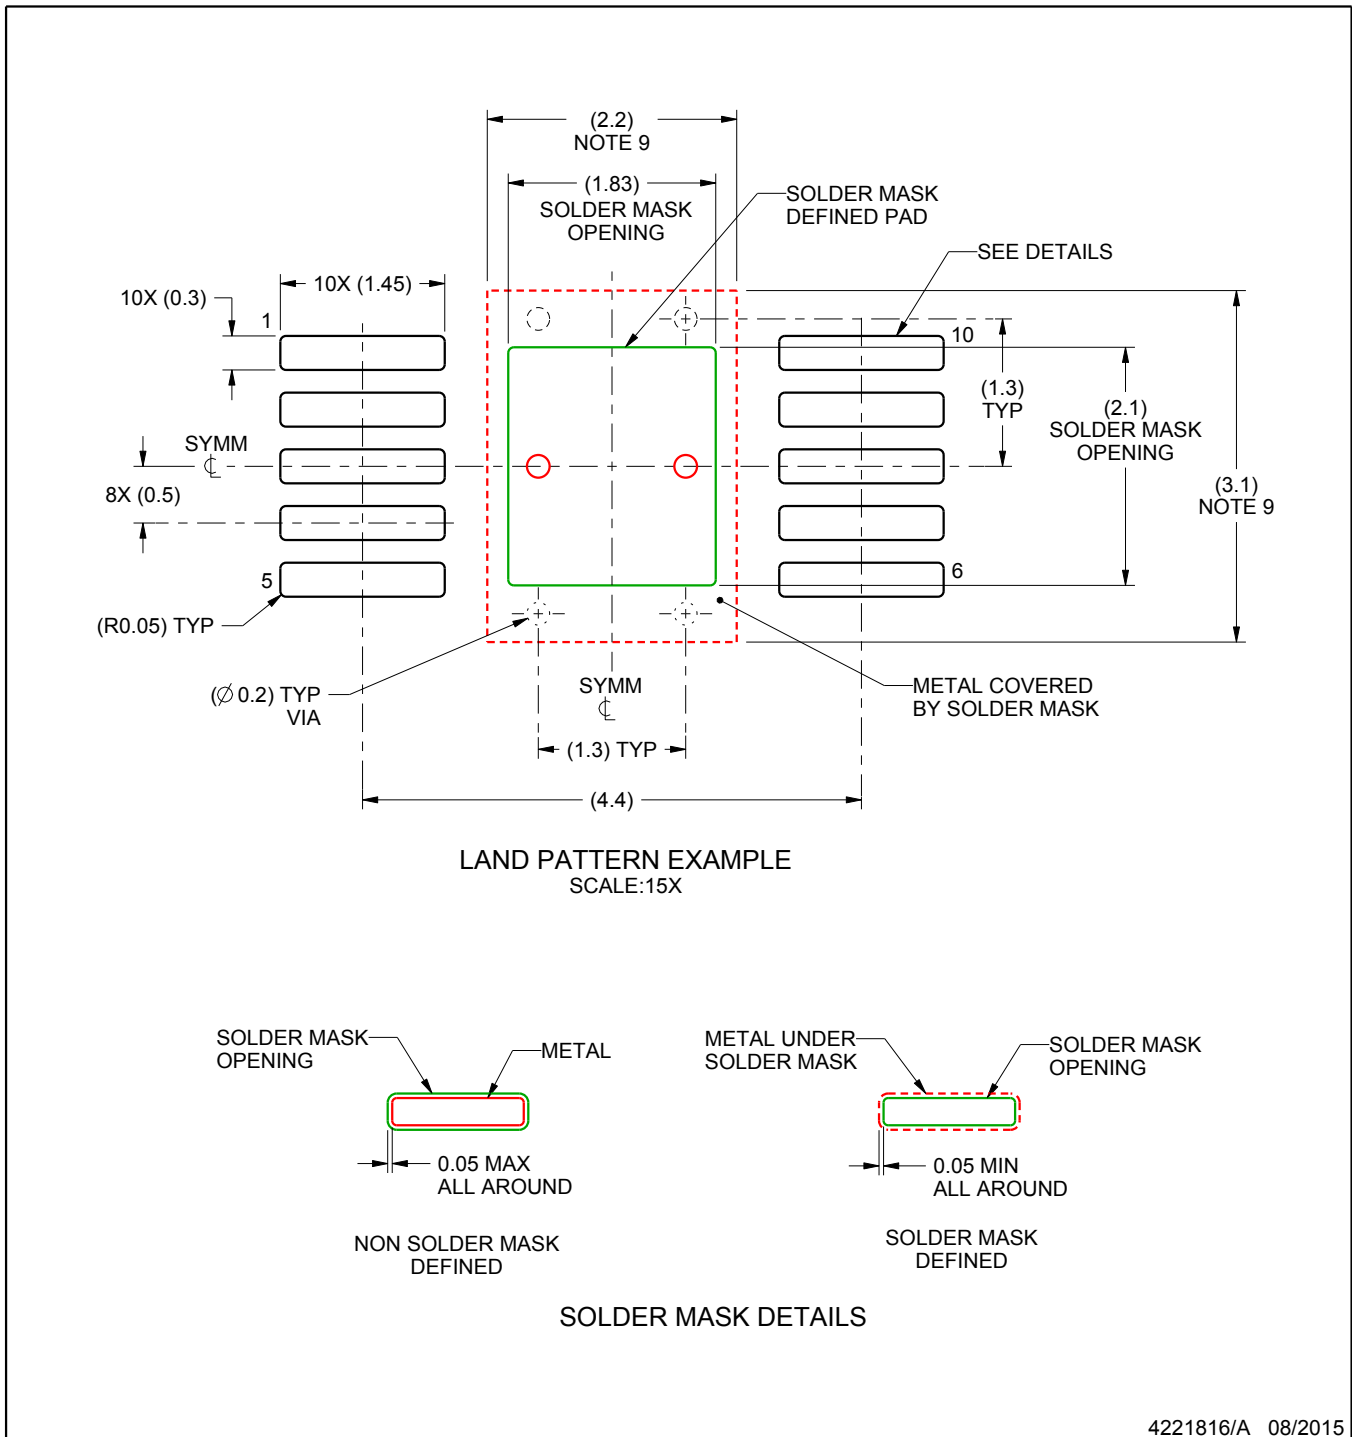 (2.2)
NOTE 9
(1.83)
SOLDER MASK
OPENING
SOLDER MASK
DEFINED PAD
SEE DETAILS
10X (1.45)
10X (0.3)
1
10
(1.3)
TYP
(2.1)
SOLDER MASK
OPENING
SYMM
℄
8X (0.5)
(3.1)
NOTE 9
5
6
(R0.05) TYP
(∅ 0.2) TYP
VIA
SYMM
℄
METAL COVERED
BY SOLDER MASK
(1.3) TYP
(4.4)
LAND PATTERN EXAMPLE
SCALE:15X
SOLDER MASK
OPENING
METAL
METAL UNDER
SOLDER MASK
SOLDER MASK
OPENING
0.05 MAX
ALL AROUND
0.05 MIN
ALL AROUND
NON SOLDER MASK
DEFINED
SOLDER MASK
DEFINED
SOLDER MASK DETAILS
4221816/A 08/2015